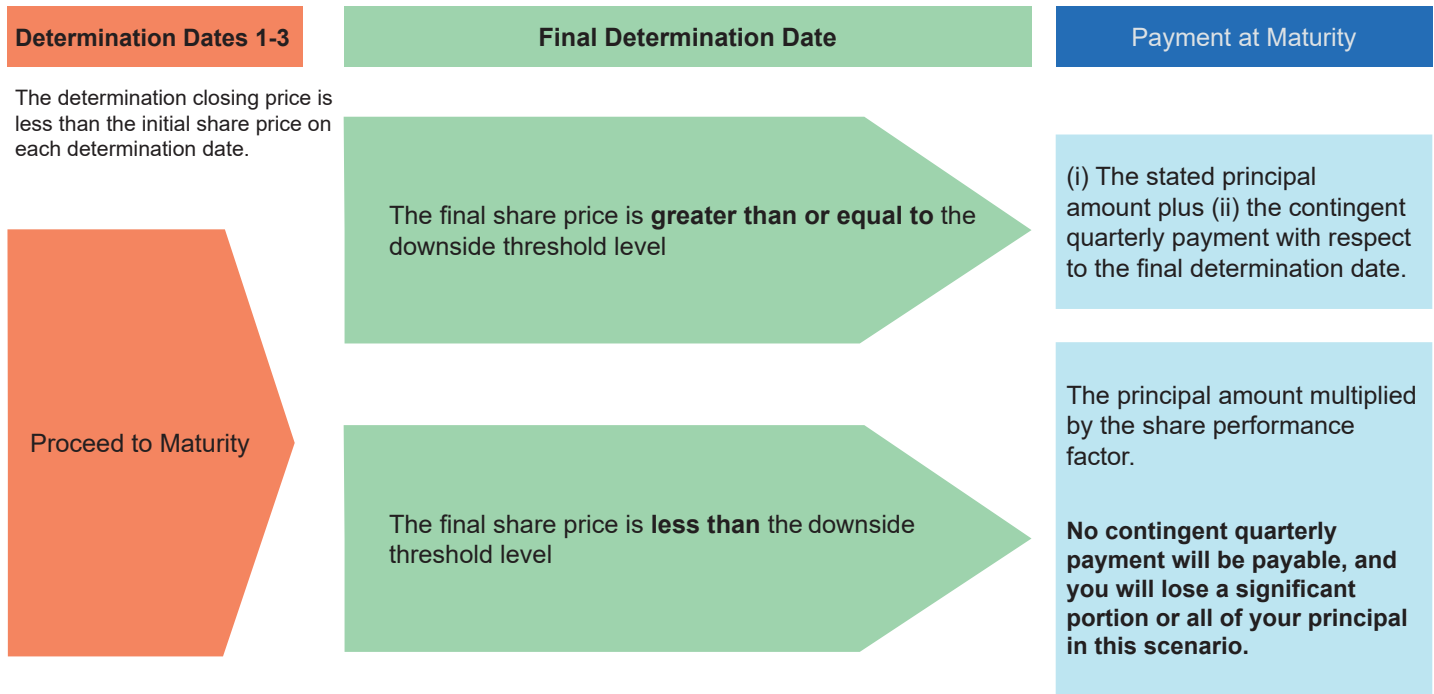 Determination Dates 1-3
Final Determination Date
Payment at Maturity
The determination closing price is
less than the initial share price on
each determination date.
Proceed to Maturity
The final share price is greater than or equal to the
downside threshold level
(i) The stated principal
amount plus (ii) the contingent
quarterly payment with respect
to the final determination date.
The final share price is less than the downside
threshold level
The principal amount multiplied
by the share performance
factor.
No contingent quarterly
payment will be payable, and
you will lose a significant
portion or all of your principal
in this scenario.